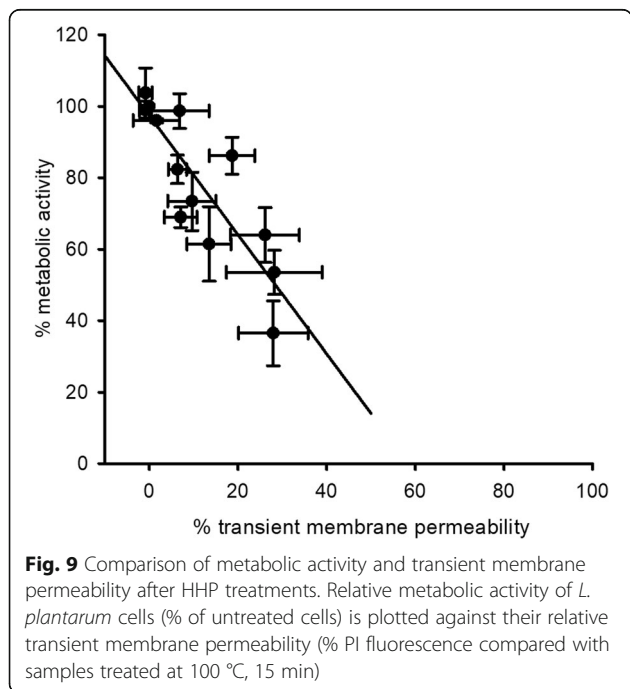 120
100
80
60
40
20
0
% metabolic activity
0 20 40 60 80 100
% transient membrane permeability
Fig. 9 Comparison of metabolic activity and transient membrane
permeability after HHP treatments. Relative metabolic activity of L.
plantarum cells (% of untreated cells) is plotted against their relative
transient membrane permeability (% PI fluorescence compared with
samples treated at 100 °C, 15 min)